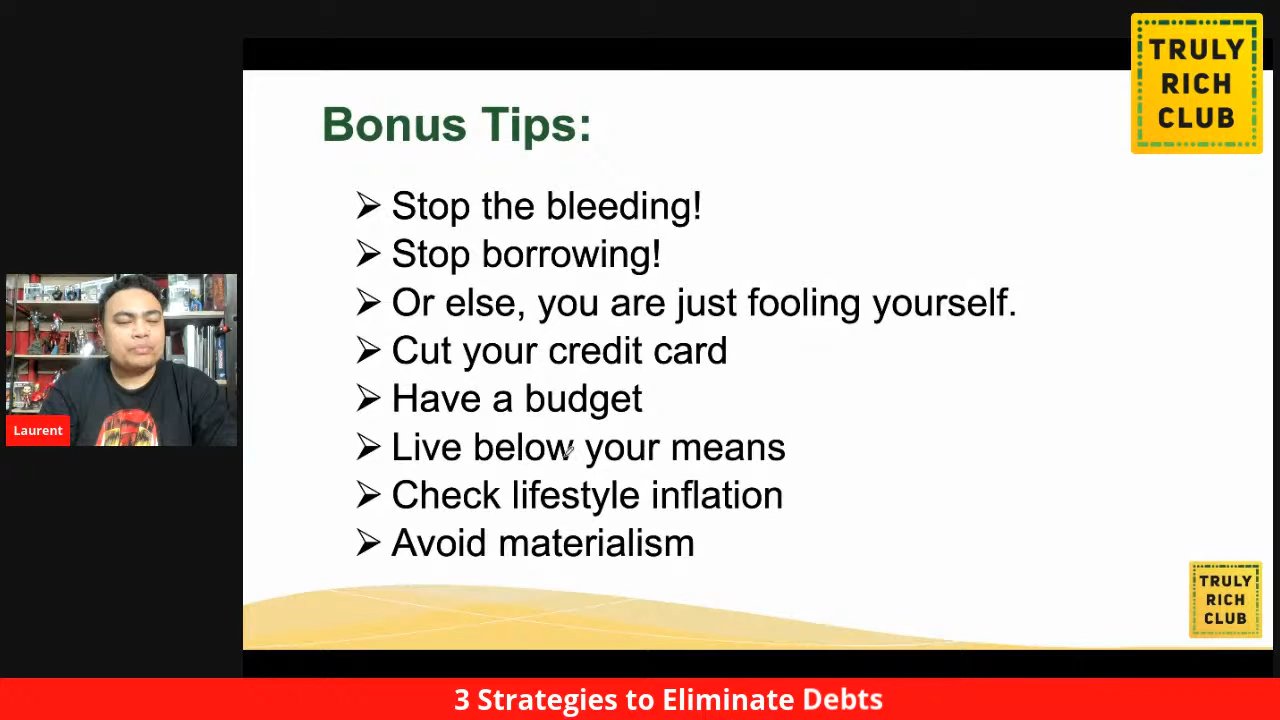 TRULY
RICH
CLUB
Bonus Tips:
➢ Stop the bleeding!
➢ Stop borrowing!
➢ Or else, you are just fooling yourself.
➢ Cut your credit card
➢ Have a budget
➢ Live below your means
➢ Check lifestyle inflation
➢ Avoid materialism
Laurent
TRULY
RICH
CLUB
3 Strategies to Eliminate Debts